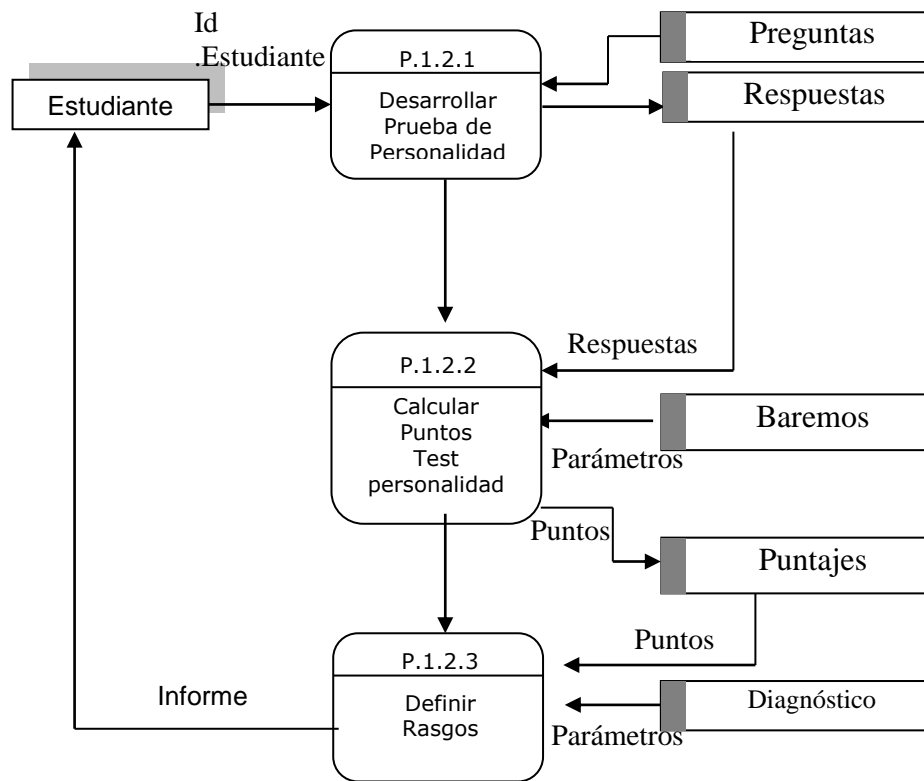 Id
.Estudiante
Estudiante
P.1.2.1
Desarrollar
Prueba de
Personalidad
Preguntas
Respuestas
Respuestas
P.1.2.2
Calcular
Puntos
Test
personalidad
Baremos
Parámetros
Puntos
Puntajes
Puntos
P.1.2.3
Definir
Rasgos
Informe
Diagnóstico
Parámetros